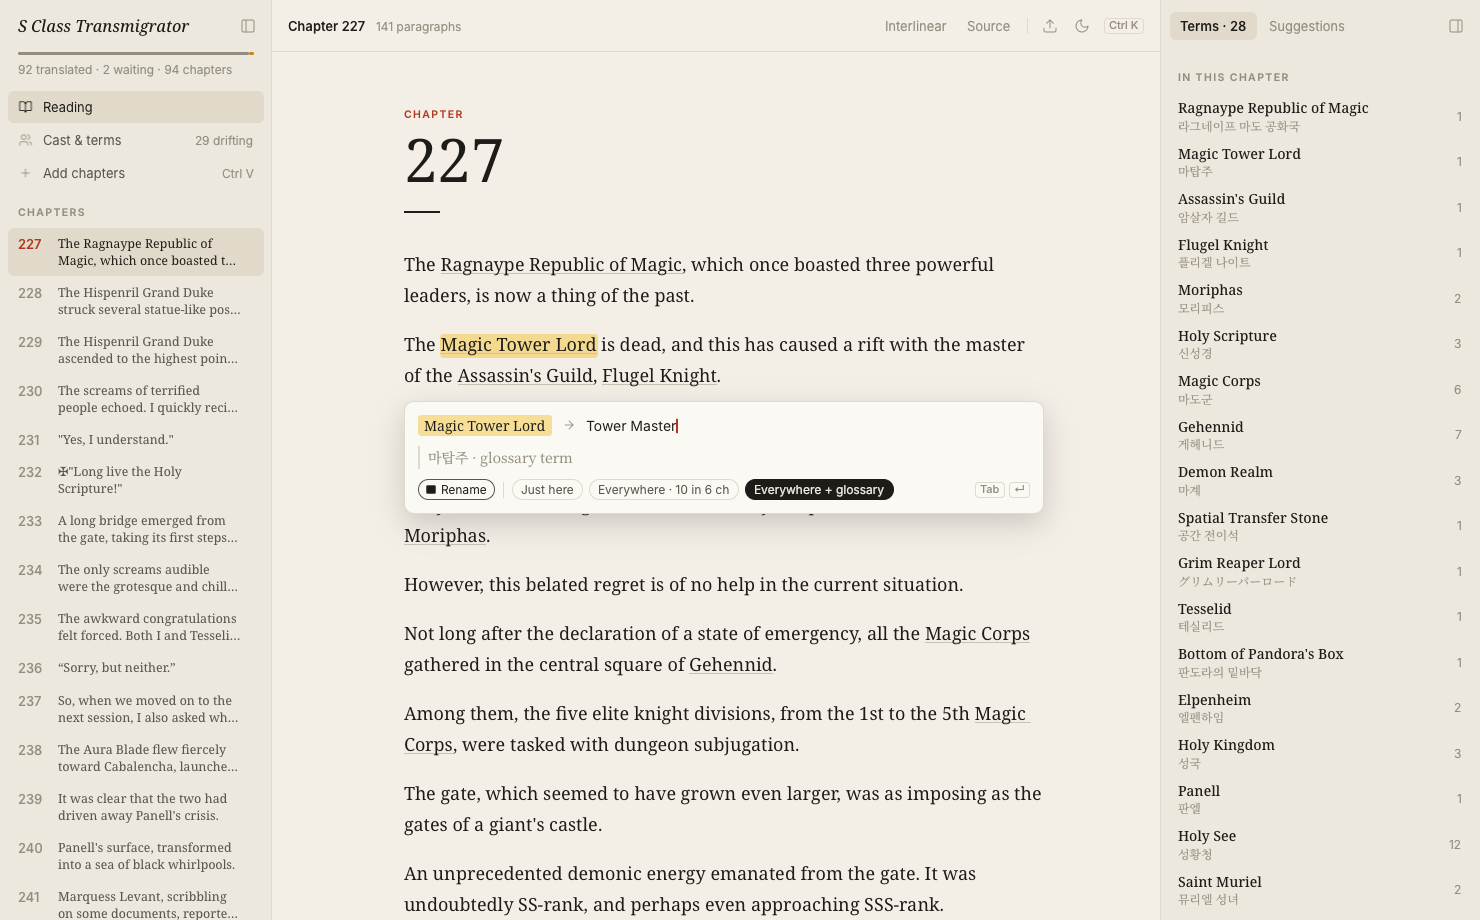 S Class Transmigrator
92 translated · 2 waiting · 94 chapters
Reading
Cast & terms 29 drifting
Add chapters Ctrl V
CHAPTERS
227 The Ragnaype Republic of
Magic, which once boasted t…
228 The Hispenril Grand Duke
struck several statue-like pos…
229 The Hispenril Grand Duke
ascended to the highest poin…
230 The screams of terrified
people echoed. I quickly reci…
231 "Yes, I understand."
232 ✠"Long live the Holy
Scripture!"
233 A long bridge emerged from
the gate, taking its first steps…
234 The only screams audible
were the grotesque and chill…
235 The awkward congratulations
felt forced. Both I and Tesseli…
236 “Sorry, but neither.”
237 So, when we moved on to the
next session, I also asked wh…
238 The Aura Blade flew fiercely
toward Cabalencha, launche…
239 It was clear that the two had
driven away Panell's crisis.
240 Panell's surface, transformed
into a sea of black whirlpools.
241 Marquess Levant, scribbling
on some documents, reporte…
Chapter 227 141 paragraphs
Interlinear Source Ctrl K
CHAPTER
227
The Ragnaype Republic of Magic, which once boasted three powerful
leaders, is now a thing of the past.
The Magic Tower Lord is dead, and this has caused a rift with the master
of the Assassin's Guild, Flugel Knight.
Magic Tower Lord → Tower Master
마탑주 · glossary term
Rename Just here Everywhere · 10 in 6 ch Everywhere + glossary Tab ↵
Moriphas.
However, this belated regret is of no help in the current situation.
Not long after the declaration of a state of emergency, all the Magic Corps
gathered in the central square of Gehennid.
Among them, the five elite knight divisions, from the 1st to the 5th Magic
Corps, were tasked with dungeon subjugation.
The gate, which seemed to have grown even larger, was as imposing as the
gates of a giant's castle.
An unprecedented demonic energy emanated from the gate. It was
undoubtedly SS-rank, and perhaps even approaching SSS-rank.
Terms · 28 Suggestions
IN THIS CHAPTER
Ragnaype Republic of Magic 1
라그네이프 마도 공화국
Magic Tower Lord 1
마탑주
Assassin's Guild 1
암살자 길드
Flugel Knight 1
플리겔 나이트
Moriphas 2
모리피스
Holy Scripture 3
신성경
Magic Corps 6
마도군
Gehennid 7
게헤니드
Demon Realm 3
마계
Spatial Transfer Stone 1
공간 전이석
Grim Reaper Lord 1
グリムリーパーロード
Tesselid 1
테실리드
Bottom of Pandora's Box 1
판도라의 밑바닥
Elpenheim 2
엘펜하임
Holy Kingdom 3
성국
Panell 1
판엘
Holy See 12
성황청
Saint Muriel 2
뮤리엘 성녀